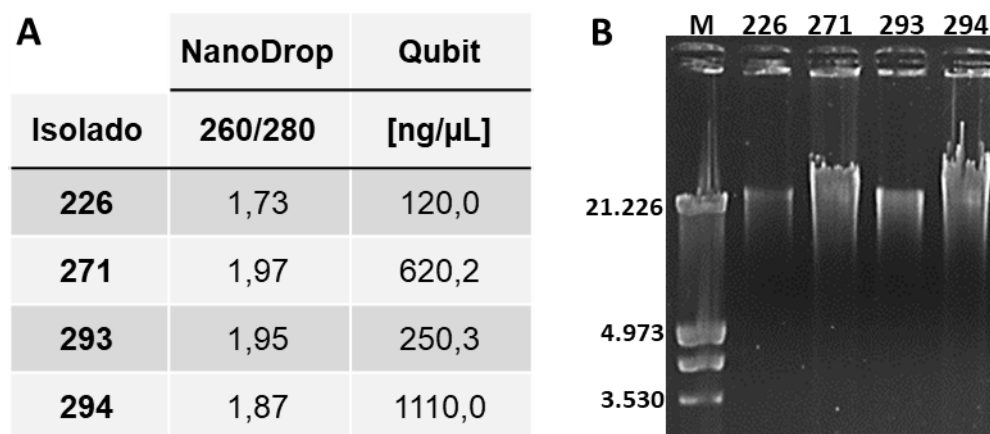 A
NanoDrop Qubit
Isolado 260/280 [ng/µL]
226 1,73 120,0
271 1,97 620,2
293 1,95 250,3
294 1,87 1110,0
B
M 226 271 293 294
21.226
4.973
3.530